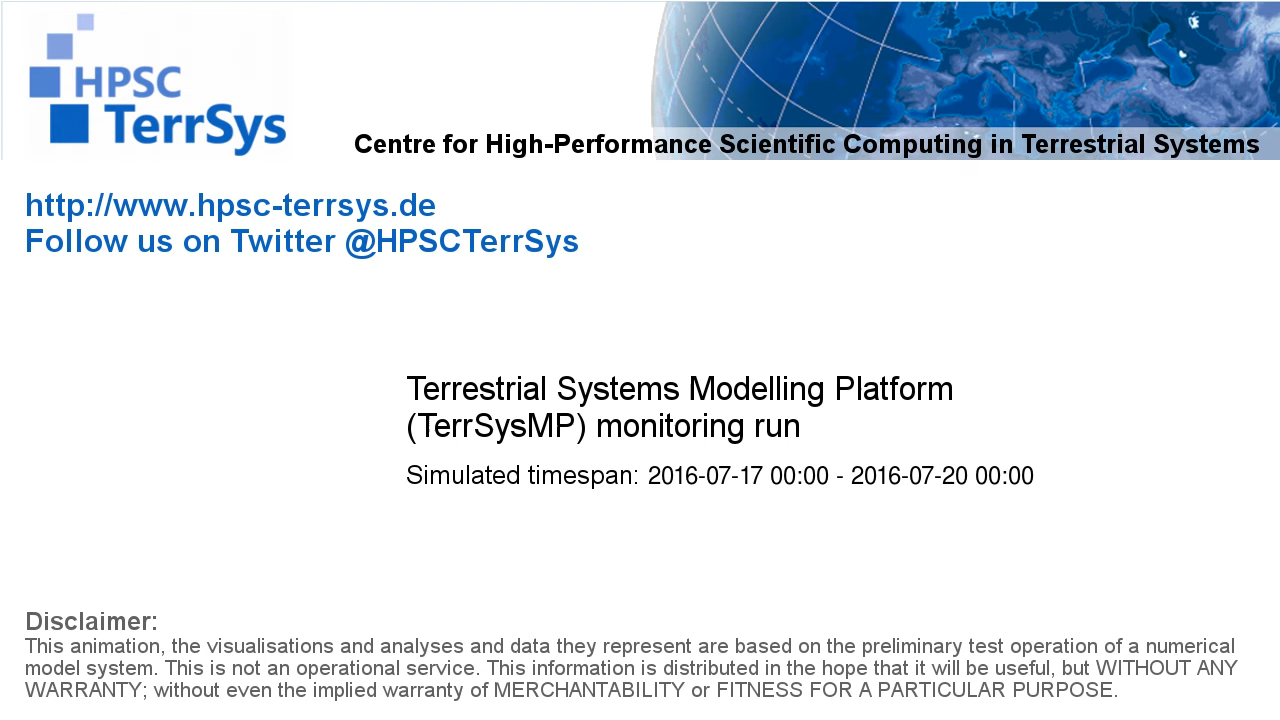 HPSC
TerrSys
Centre for High-Performance Scientific Computing in Terrestrial Systems
http://www.hpsc-terrsys.de
Follow us on Twitter @HPSCTerrSys
Terrestrial Systems Modelling Platform
(TerrSysMP) monitoring run
Simulated timespan: 2016-07-17 00:00 - 2016-07-20 00:00
Disclaimer:
This animation, the visualisations and analyses and data they represent are based on the preliminary test operation of a numerical
model system. This is not an operational service. This information is distributed in the hope that it will be useful, but WITHOUT ANY
WARRANTY; without even the implied warranty of MERCHANTABILITY or FITNESS FOR A PARTICULAR PURPOSE.